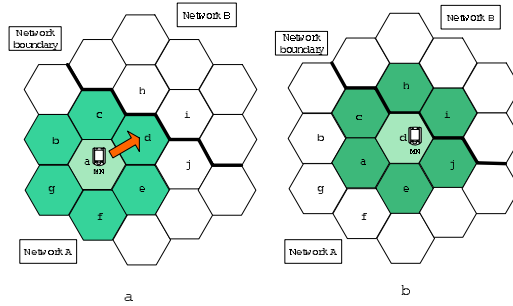 Network B
Network
boundary
h
c
i
b
d
a
MN
j
g
e
f
Network A
a
Network B
Network
boundary
h
c
i
b
d
MN
a
j
g
e
f
Network A
b